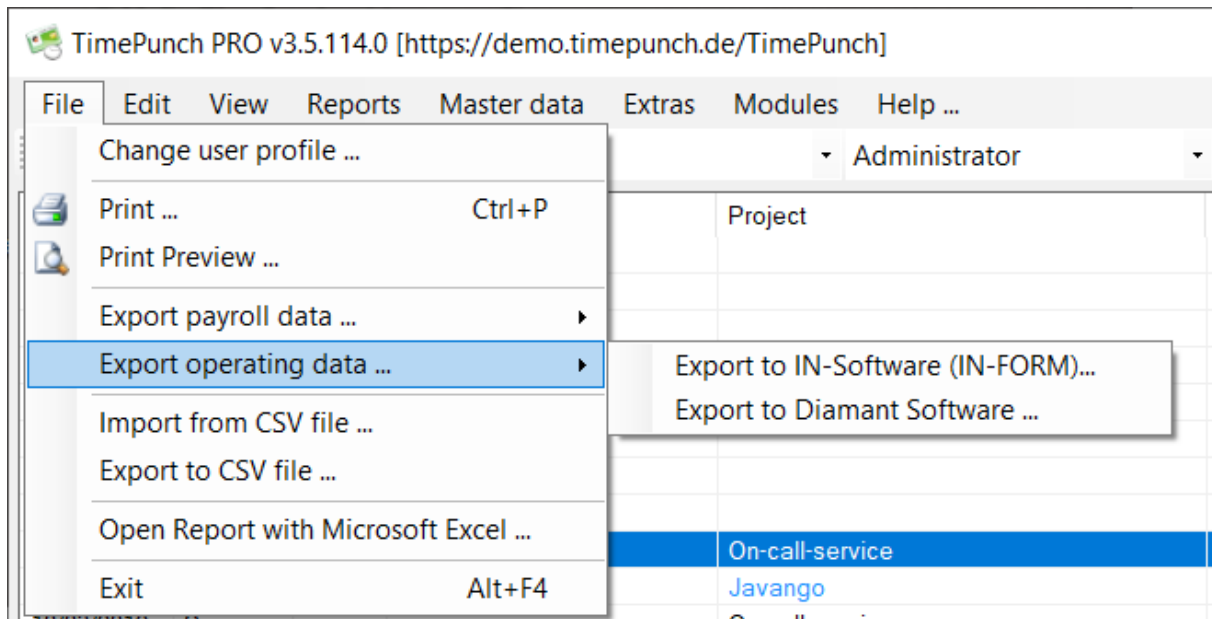 TimePunch PRO v3.5.114.0 [https://demo.timepunch.de/TimePunch]
File Edit View Reports Master data Extras Modules Help ...
Change user profile ...
Administrator
Print ... Ctrl+P
Project
Print Preview ...
Export payroll data ...
Export operating data ...
Export to IN-Software (IN-FORM)...
Export to Diamant Software ...
Import from CSV file ...
Export to CSV file ...
Open Report with Microsoft Excel ...
On-call-service
Exit Alt+F4
Javango